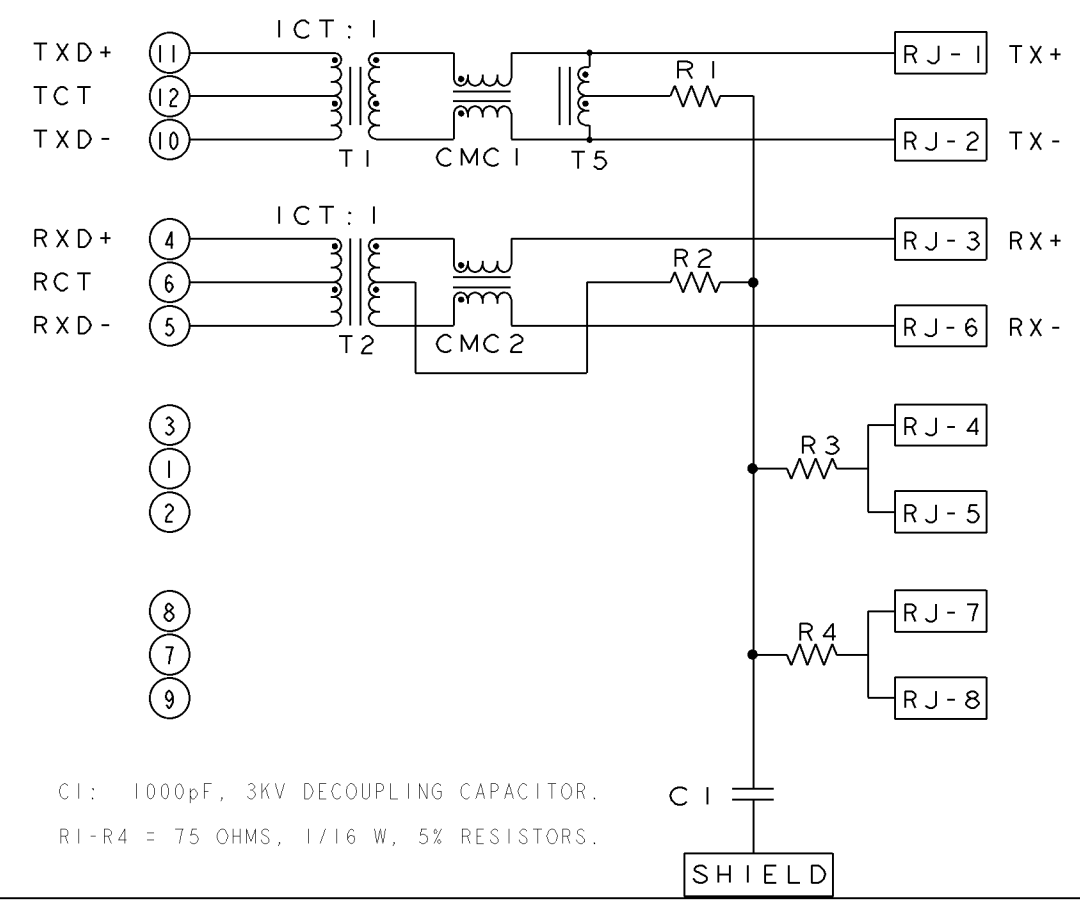 1CT : 1
TXD+ 11 RJ-1 TX+
R1
TCT 12
TXD- 10 RJ-2 TX-
T1 CMC1 T5
1CT : 1
RXD+ 4 RJ-3 RX+
R2
RCT 6
RXD- 5 RJ-6 RX-
T2 CMC2
3 RJ-4
R3
1
2 RJ-5
8 RJ-7
R4
7
9 RJ-8
C1: 1000pF, 3KV DECOUPLING CAPACITOR.
C1
R1-R4 = 75 OHMS, 1/16 W, 5% RESISTORS.
SHIELD